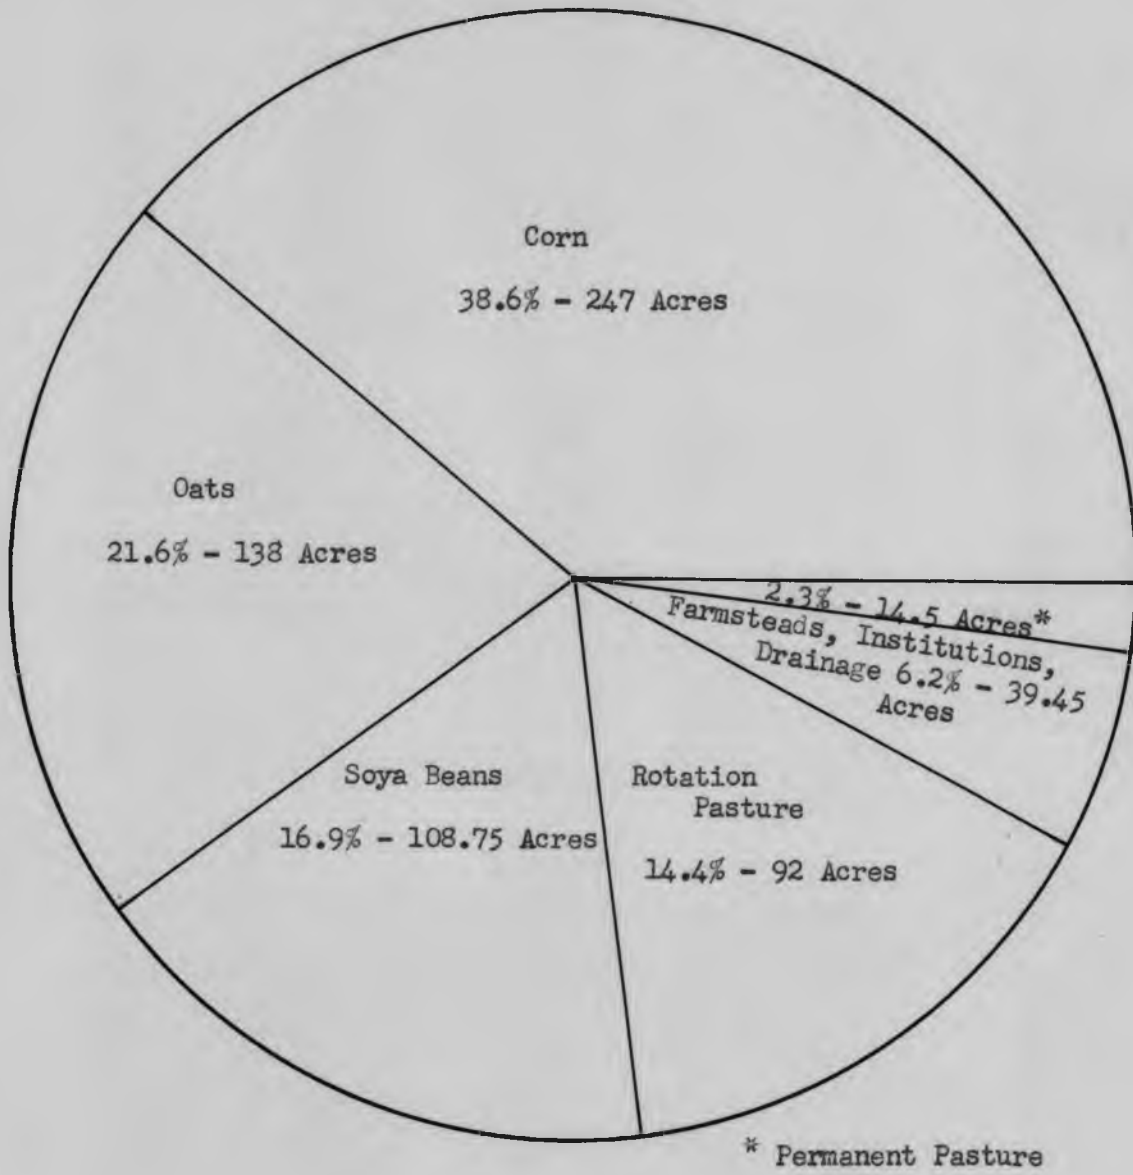 Corn
38.6% - 247 Acres
Oats
21.6% - 138 Acres
2.3% - 14.5 Acres*
Farmsteads, Institutions,
Drainage 6.2% - 39.45
Acres
Soya Beans
16.9% - 108.75 Acres
Rotation
Pasture
14.4% - 92 Acres
* Permanent Pasture